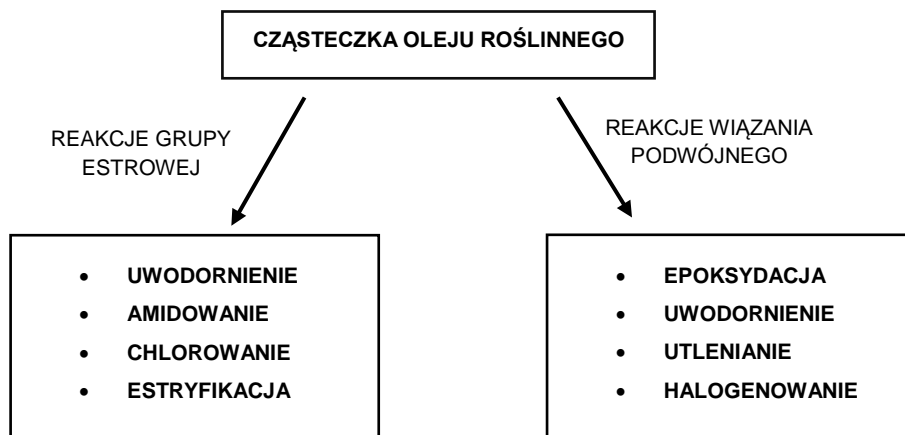 CZĄSTECZKA OLEJU ROŚLINNEGO
REAKCJE GRUPY
ESTROWEJ
REAKCJE WIĄZANIA
PODWÓJNEGO
• UWODORNIENIE
• AMIDOWANIE
• CHLOROWANIE
• ESTRYFIKACJA
• EPOKSYDACJA
• UWODORNIENIE
• UTLENIANIE
• HALOGENOWANIE